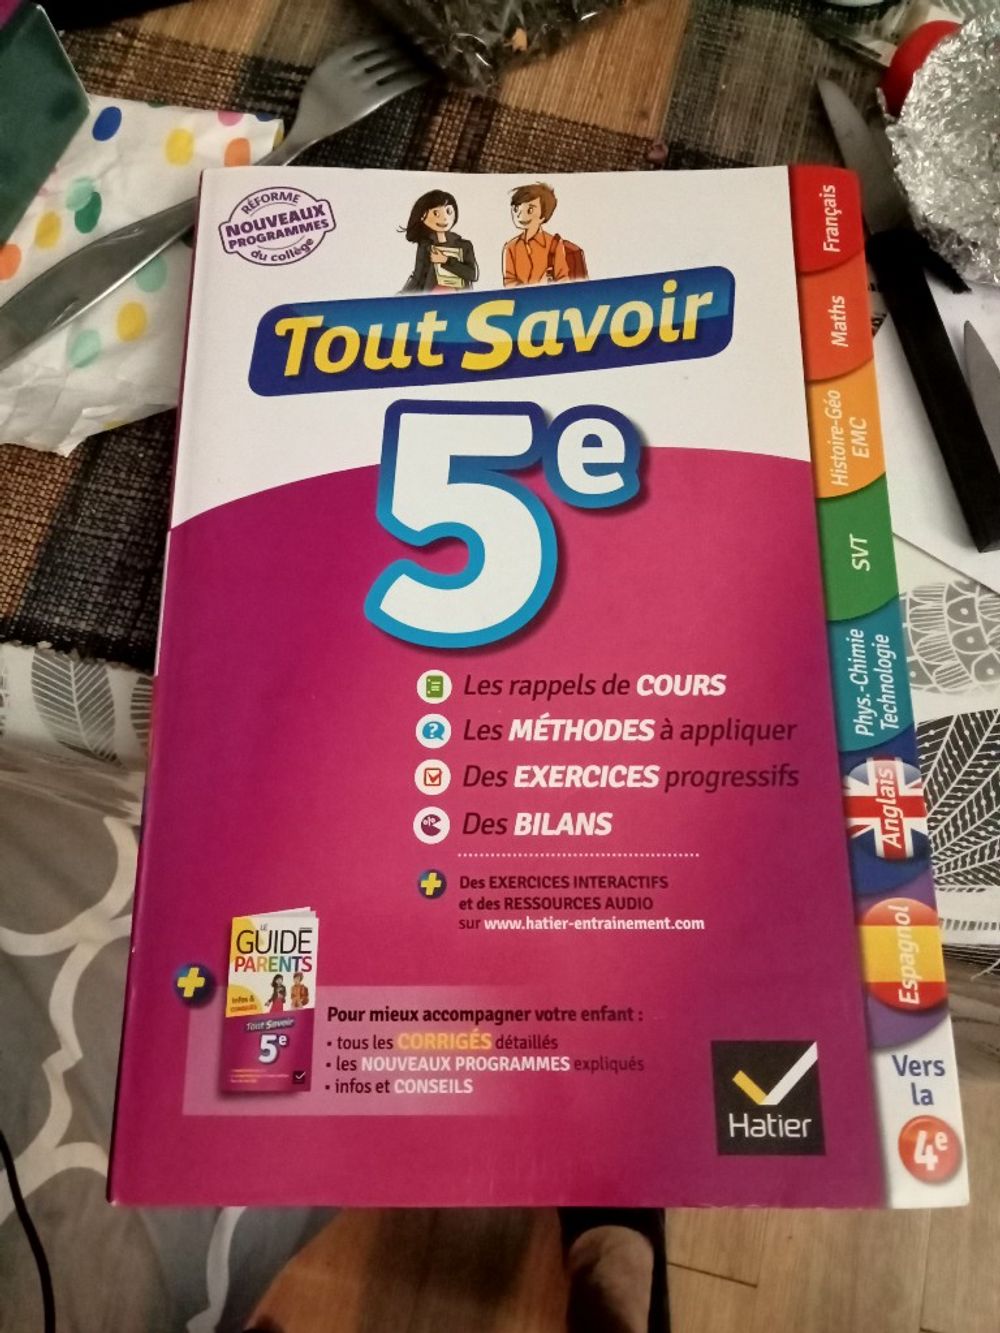 RÉFORME
NOUVEAUX
PROGRAMMES
du collège
Tout Savoir
5e
Les rappels de COURS
Les MÉTHODES à appliquer
Des EXERCICES progressifs
Des BILANS
Des EXERCICES INTERACTIFS
et des RESSOURCES AUDIO
sur www.hatier-entrainement.com
LE
GUIDE
PARENTS
infos &
conseils
Tout Savoir
5e
Pour mieux accompagner votre enfant :
• tous les CORRIGÉS détaillés
• les NOUVEAUX PROGRAMMES expliqués
• infos et CONSEILS
Hatier
Français
Maths
Histoire-Géo
EMC
SVT
Phys.-Chimie
Technologie
Anglais
Espagnol
Vers
la
4e